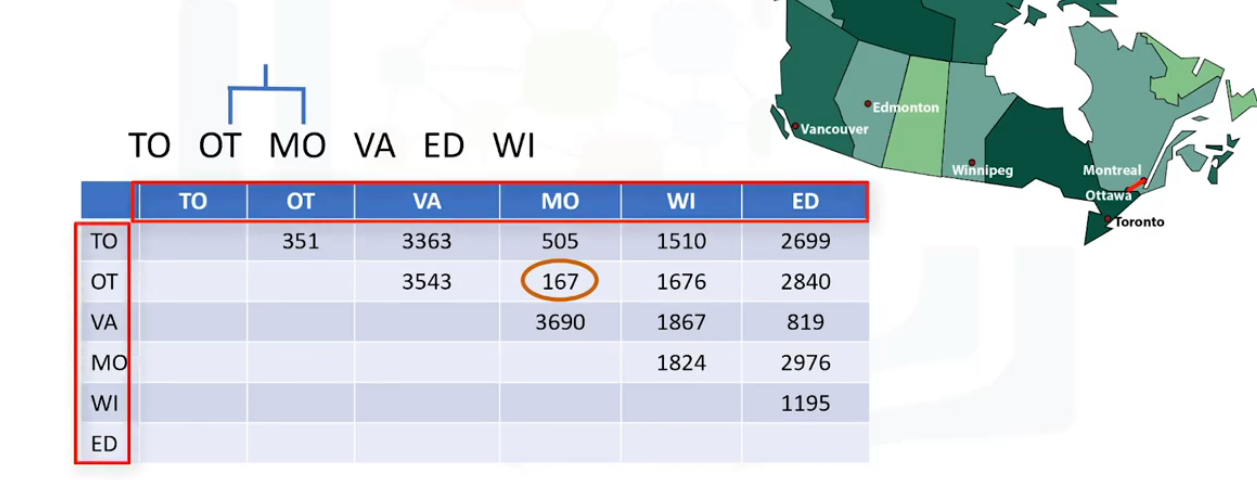 TO OT MO VA ED WI
TO OT VA MO WI ED
TO 351 3363 505 1510 2699
OT 3543 167 1676 2840
VA 3690 1867 819
MO 1824 2976
WI 1195
ED
Edmonton
Vancouver
Winnipeg
Montreal
Ottawa
Toronto